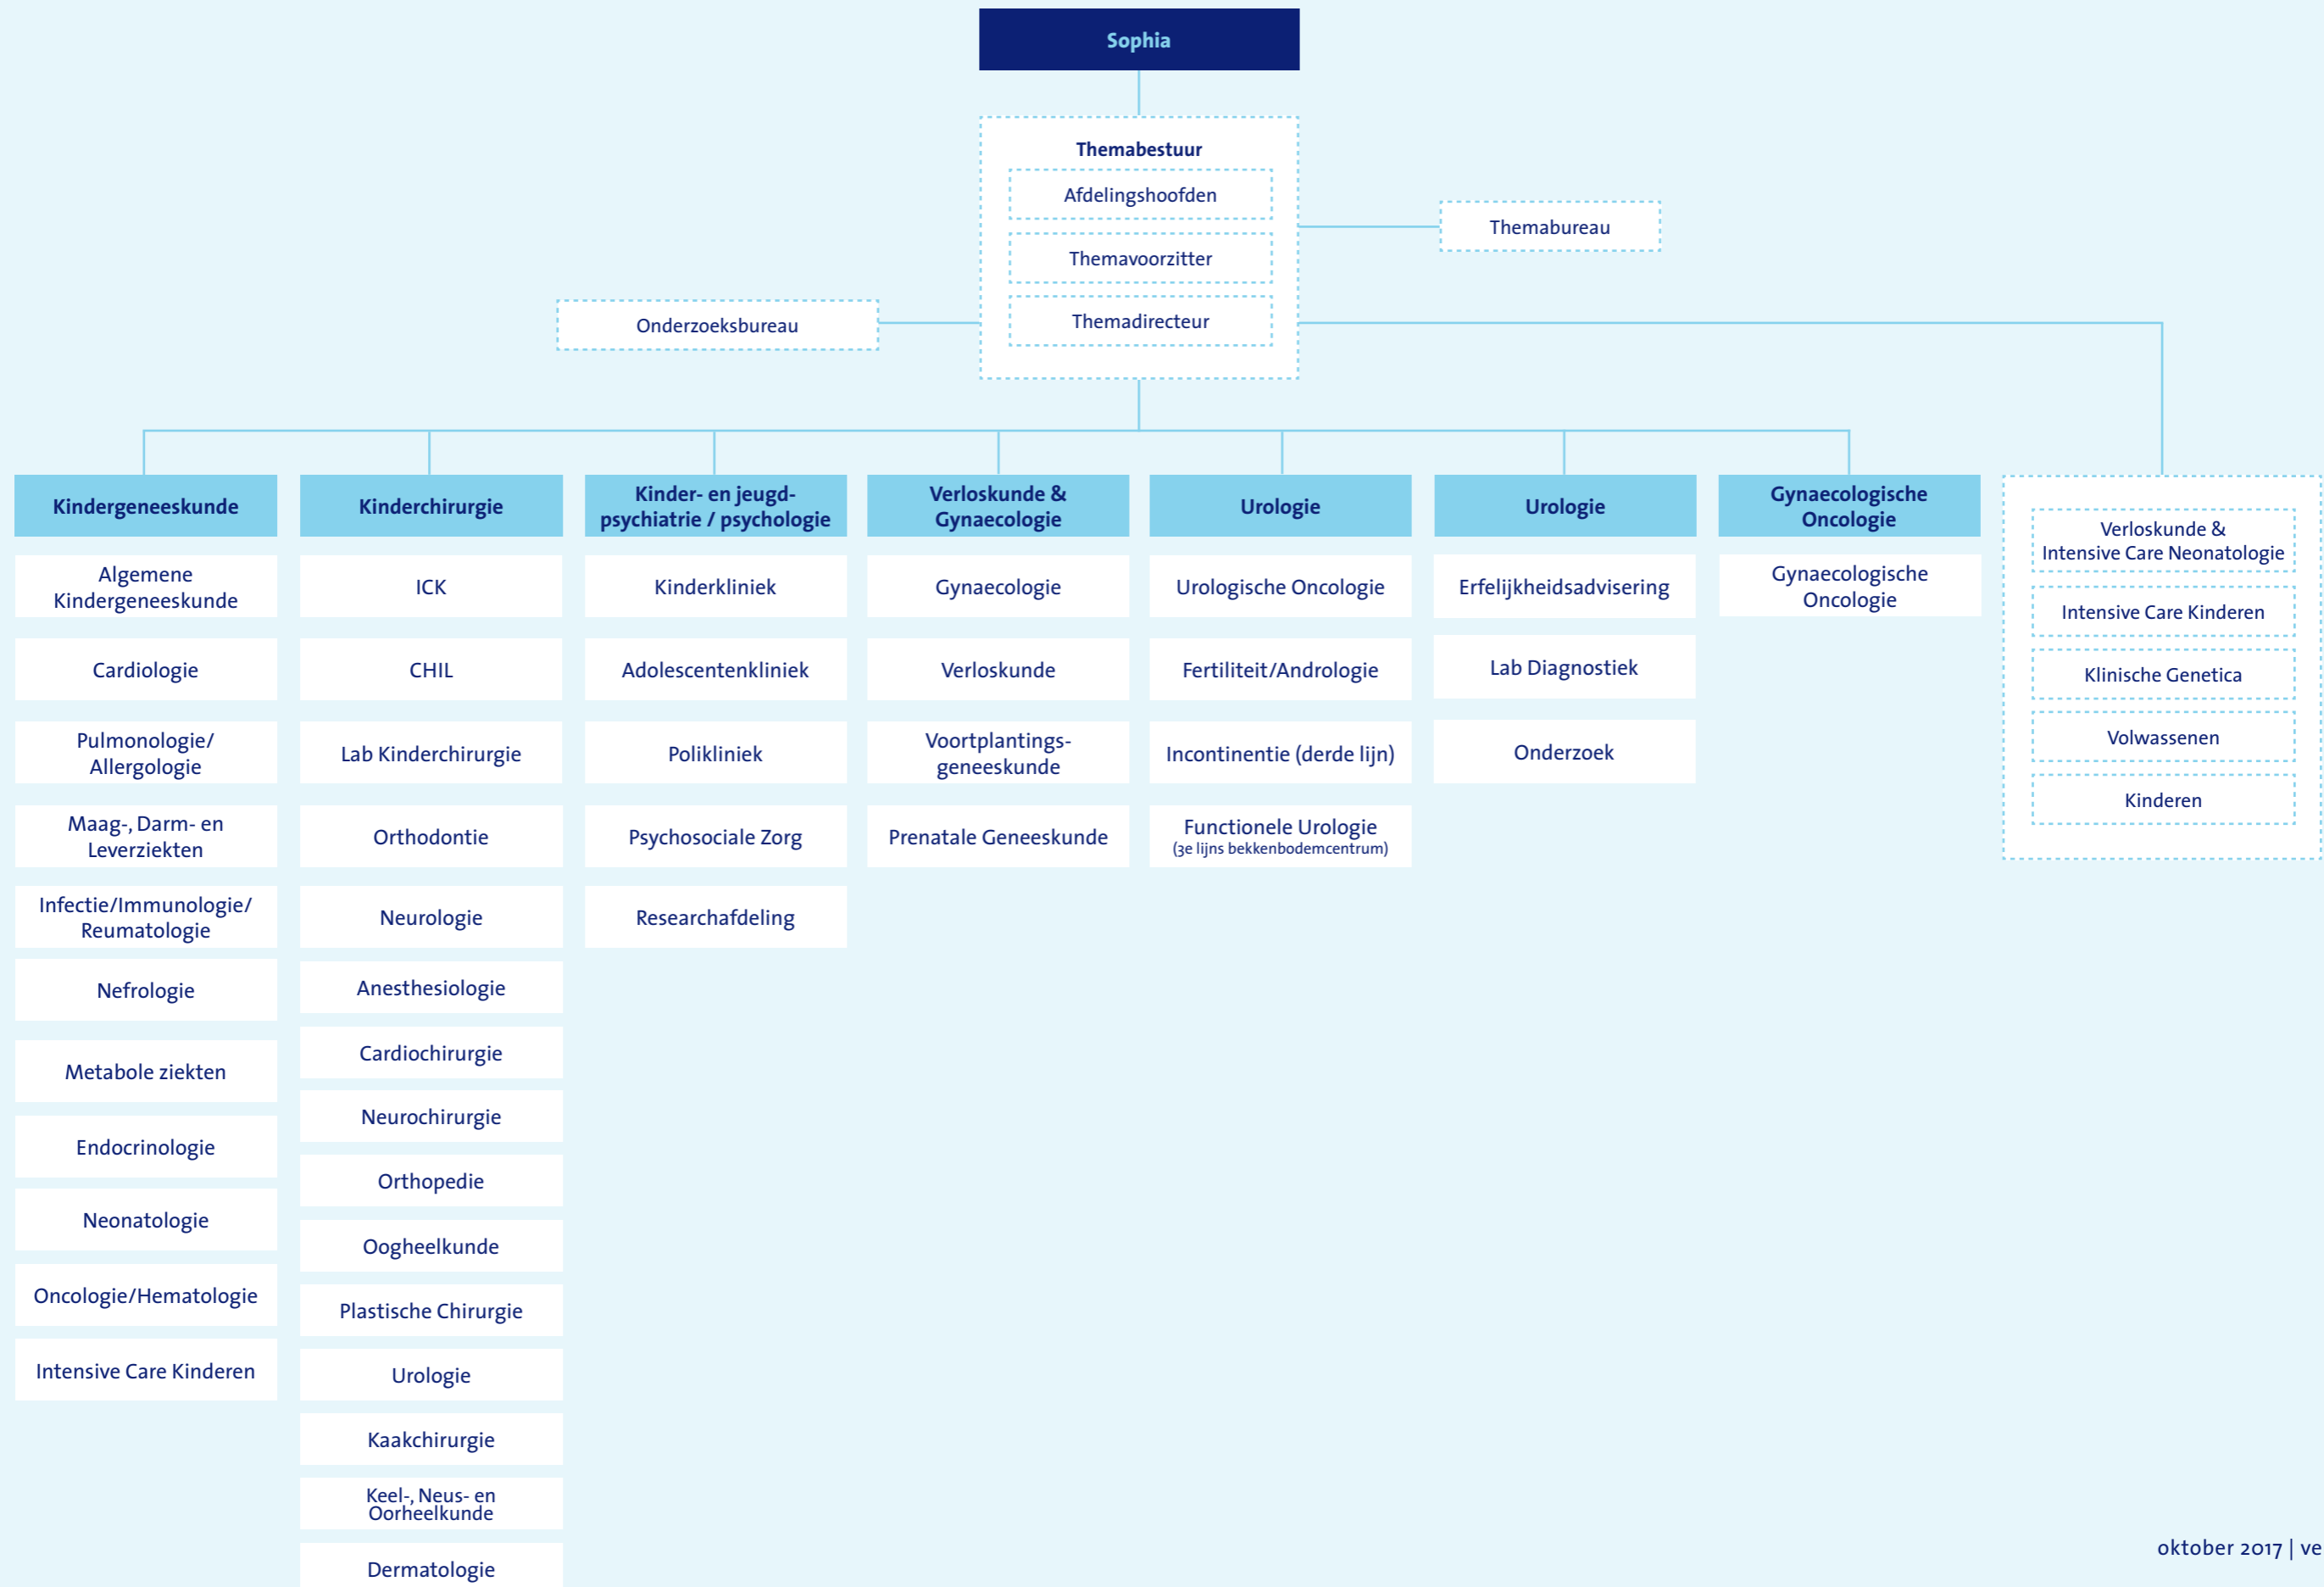 Sophia
Themabestuur
Afdelingshoofden
Themavoorzitter
Themadirecteur
Themabureau
Onderzoeksbureau
Kindergeneeskunde
Algemene
Kindergeneeskunde
Cardiologie
Pulmonologie/
Allergologie
Maag-, Darm- en
Leverziekten
Infectie/Immunologie/
Reumatologie
Nefrologie
Metabole ziekten
Endocrinologie
Neonatologie
Oncologie/Hematologie
Intensive Care Kinderen
Kinderchirurgie
ICK
CHIL
Lab Kinderchirurgie
Orthodontie
Neurologie
Anesthesiologie
Cardiochirurgie
Neurochirurgie
Orthopedie
Oogheelkunde
Plastische Chirurgie
Urologie
Kaakchirurgie
Keel-, Neus- en
Oorheelkunde
Dermatologie
Kinder- en jeugd-
psychiatrie / psychologie
Kinderkliniek
Adolescentenkliniek
Polikliniek
Psychosociale Zorg
Researchafdeling
Verloskunde &
Gynaecologie
Gynaecologie
Verloskunde
Voortplantings-
geneeskunde
Prenatale Geneeskunde
Urologie
Urologische Oncologie
Fertiliteit/Andrologie
Incontinentie (derde lijn)
Functionele Urologie
(3e lijns bekkenbodemcentrum)
Urologie
Erfelijkheidsadvisering
Lab Diagnostiek
Onderzoek
Gynaecologische
Oncologie
Gynaecologische
Oncologie
Verloskunde &
Intensive Care Neonatologie
Intensive Care Kinderen
Klinische Genetica
Volwassenen
Kinderen
oktober 2017 | ve